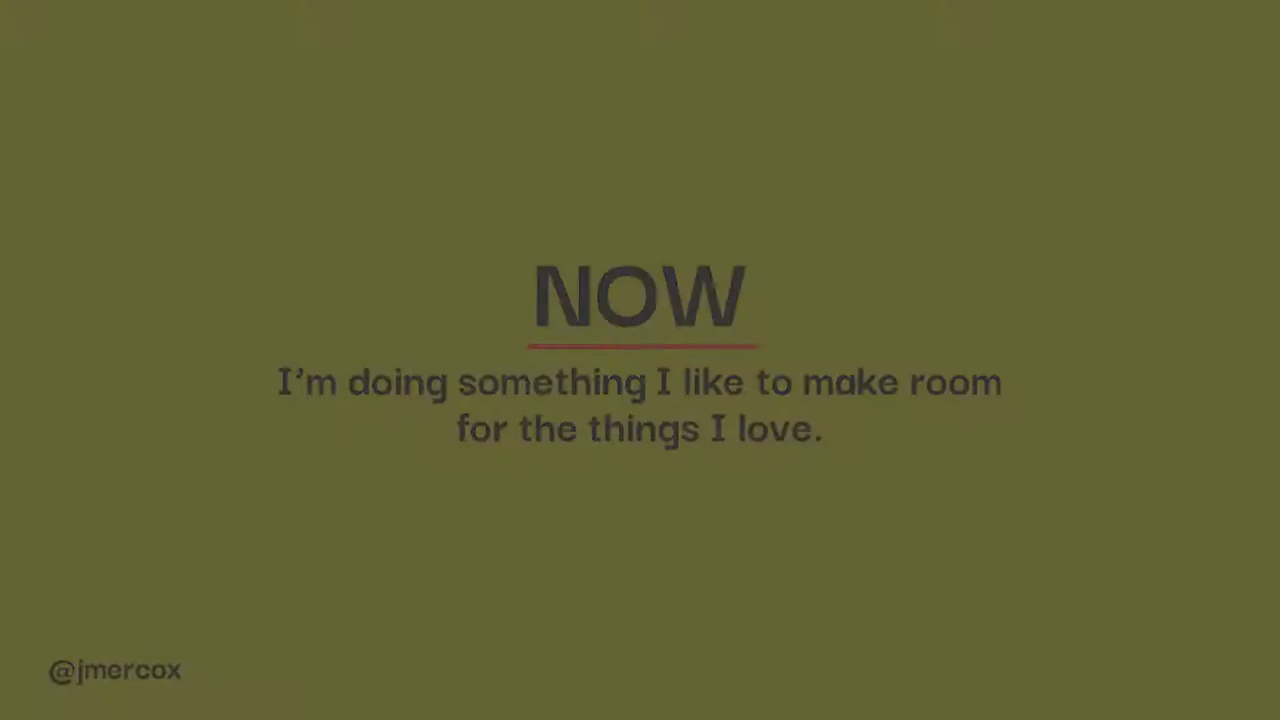 NOW
I’m doing something I like to make room
for the things I love.
@jmercox